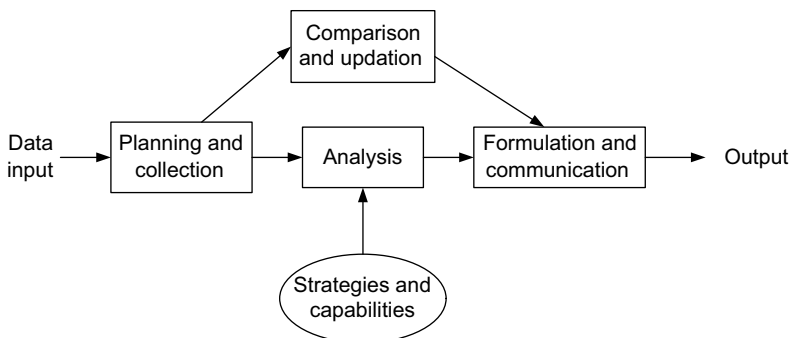 Comparison
and updation
Data
input
Planning and
collection
Analysis
Formulation and
communication
Output
Strategies and
capabilities